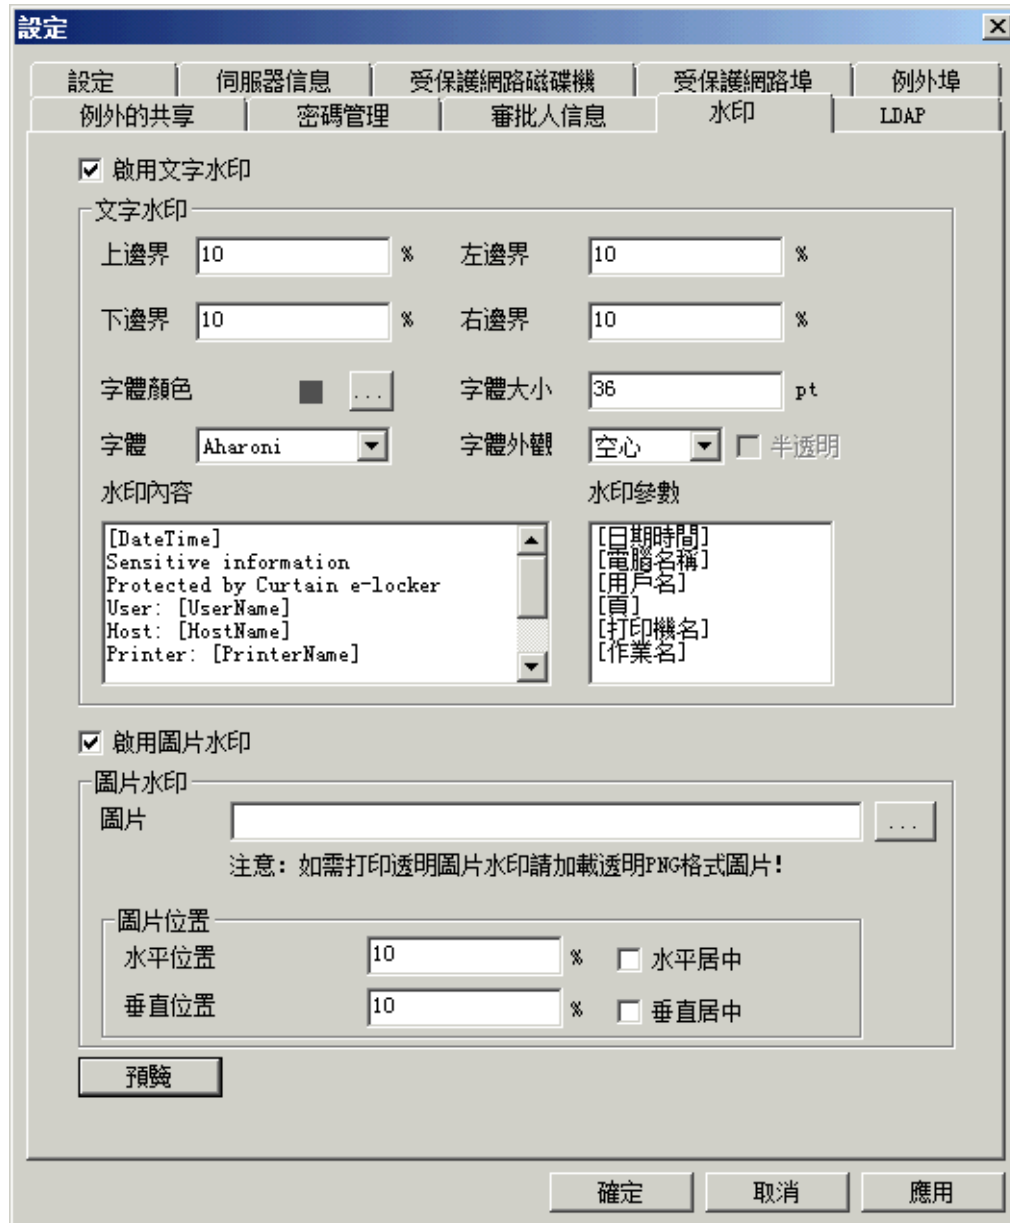 設定
設定 伺服器信息 受保護網路磁碟機 受保護網路埠 例外埠
例外的共享 密碼管理 審批人信息 水印 LDAP
啟用文字水印
文字水印
上邊界 10 % 左邊界 10 %
下邊界 10 % 右邊界 10 %
字體顏色 ... 字體大小 36 pt
字體 Aharoni 字體外觀 空心 半透明
水印內容 水印參數
[DateTime]
Sensitive information
Protected by Curtain e-locker
User: [UserName]
Host: [HostName]
Printer: [PrinterName]
[日期時間]
[電腦名稱]
[用戶名]
[頁]
[打印機名]
[作業名]
啟用圖片水印
圖片水印
圖片 ...
注意: 如需打印透明圖片水印請加載透明PNG格式圖片!
圖片位置
水平位置 10 % 水平居中
垂直位置 10 % 垂直居中
預覽
確定 取消 應用